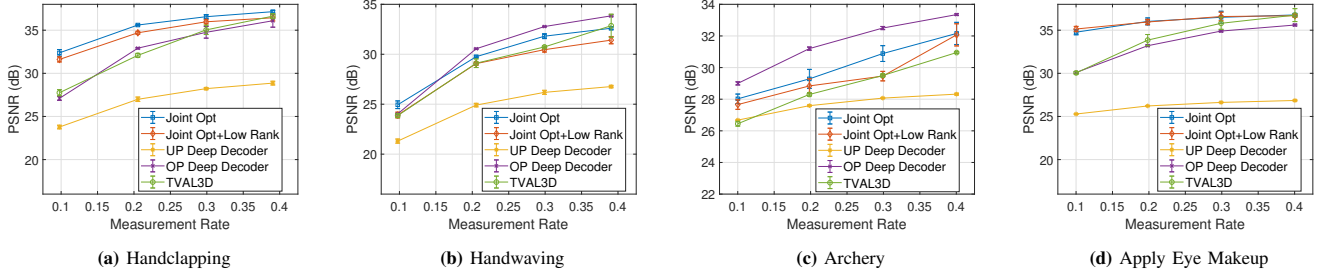 PSNR (dB)
35
30
25
20
Joint Opt
Joint Opt+Low Rank
UP Deep Decoder
OP Deep Decoder
TVAL3D
0.1 0.15 0.2 0.25 0.3 0.35 0.4
Measurement Rate
(a) Handclapping
PSNR (dB)
35
30
25
20
Joint Opt
Joint Opt+Low Rank
UP Deep Decoder
OP Deep Decoder
TVAL3D
0.1 0.15 0.2 0.25 0.3 0.35 0.4
Measurement Rate
(b) Handwaving
PSNR (dB)
36
34
32
30
28
26
24
22
Joint Opt
Joint Opt+Low Rank
UP Deep Decoder
OP Deep Decoder
TVAL3D
0.1 0.15 0.2 0.25 0.3 0.35 0.4
Measurement Rate
(c) Archery
PSNR (dB)
35
30
25
20
Joint Opt
Joint Opt+Low Rank
UP Deep Decoder
OP Deep Decoder
TVAL3D
0.1 0.15 0.2 0.25 0.3 0.35 0.4
Measurement Rate
(d) Apply Eye Makeup